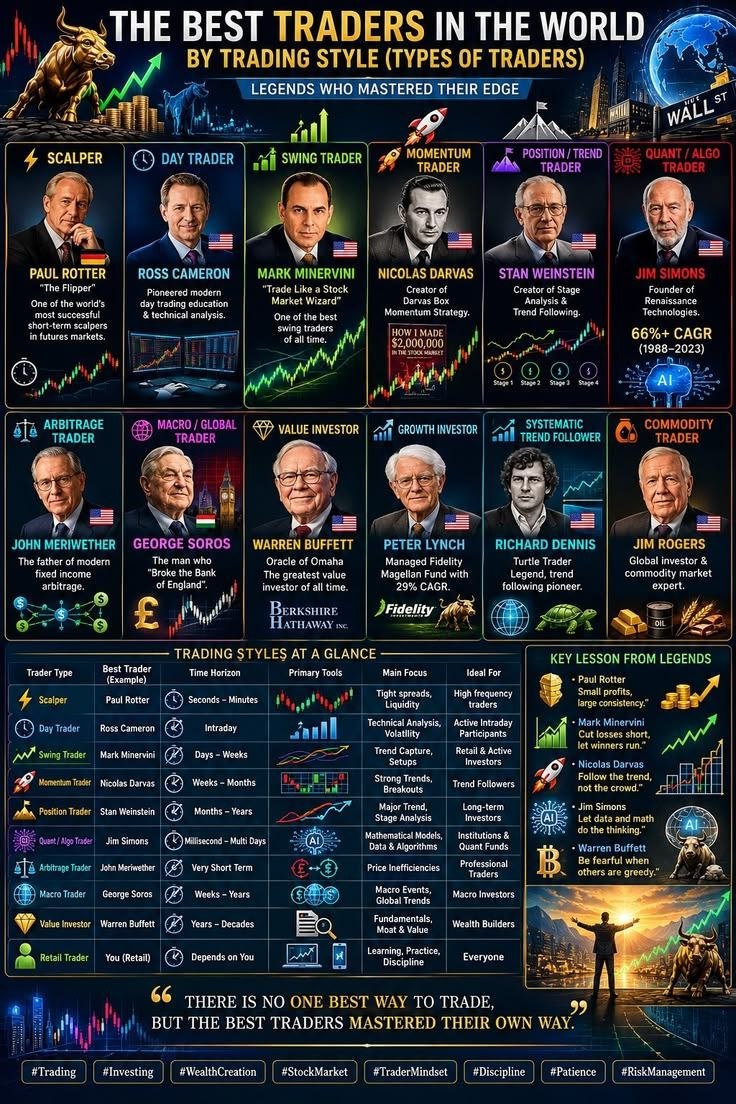 THE BEST TRADERS IN THE WORLD
BY TRADING STYLE (TYPES OF TRADERS)
LEGENDS WHO MASTERED THEIR EDGE
WALL ST
SCALPER
PAUL ROTTER
"The Flipper"
One of the world's
most successful
short-term scalpers
in futures markets.
DAY TRADER
ROSS CAMERON
Pioneered modern
day trading education
& technical analysis.
SWING TRADER
MARK MINERVINI
"Trade Like a Stock
Market Wizard"
One of the best
swing traders
of all time.
MOMENTUM
TRADER
NICOLAS DARVAS
Creator of
Darvas Box
Momentum Strategy.
HOW I MADE
$2,000,000
IN THE STOCK MARKET
POSITION / TREND
TRADER
STAN WEINSTEIN
Creator of Stage
Analysis &
Trend Following.
$ $ $ $
Stage 1 Stage 2 Stage 3 Stage 4
QUANT / ALGO
TRADER
JIM SIMONS
Founder of
Renaissance
Technologies.
66%+ CAGR
(1988–2023)
AI
ARBITRAGE
TRADER
JOHN MERIWETHER
The father of modern
fixed income
arbitrage.
MACRO / GLOBAL
TRADER
GEORGE SOROS
The man who
"Broke the Bank
of England".
£
VALUE INVESTOR
WARREN BUFFETT
Oracle of Omaha
The greatest value
investor of all time.
BERKSHIRE
HATHAWAY INC.
GROWTH INVESTOR
PETER LYNCH
Managed Fidelity
Magellan Fund with
29% CAGR.
Fidelity
SYSTEMATIC
TREND FOLLOWER
RICHARD DENNIS
Turtle Trader
Legend, trend
following pioneer.
COMMODITY
TRADER
JIM ROGERS
Global investor &
commodity market
expert.
OIL
TRADING STYLES AT A GLANCE
Trader Type Best Trader (Example) Time Horizon Primary Tools Main Focus Ideal For
Scalper Paul Rotter Seconds – Minutes Tight spreads, Liquidity High frequency traders
Day Trader Ross Cameron Intraday Technical Analysis, Volatility Active Intraday Participants
Swing Trader Mark Minervini Days – Weeks Trend Capture, Setups Retail & Active Investors
Momentum Trader Nicolas Darvas Weeks – Months Strong Trends, Breakouts Trend Followers
Position Trader Stan Weinstein Months – Years Major Trend, Stage Analysis Long-term Investors
Quant / Algo Trader Jim Simons Millisecond – Multi Days AI Mathematical Models, Data & Algorithms Institutions & Quant Funds
Arbitrage Trader John Meriwether Very Short Term Price Inefficiencies Professional Traders
Macro Trader George Soros Weeks – Years Macro Events, Global Trends Macro Investors
Value Investor Warren Buffett Years – Decades Fundamentals, Moat & Value Wealth Builders
Retail Trader You (Retail) Depends on You Learning, Practice, Discipline Everyone
KEY LESSON FROM LEGENDS
• Paul Rotter
Small profits,
large consistency."
• Mark Minervini
Cut losses short,
let winners run."
• Nicolas Darvas
Follow the trend,
not the crowd."
• Jim Simons
Let data and math
do the thinking."
AI
• Warren Buffett
Be fearful when
others are greedy."
"THERE IS NO ONE BEST WAY TO TRADE,
BUT THE BEST TRADERS MASTERED THEIR OWN WAY."
#Trading #Investing #WealthCreation #StockMarket #TraderMindset #Discipline #Patience #RiskManagement